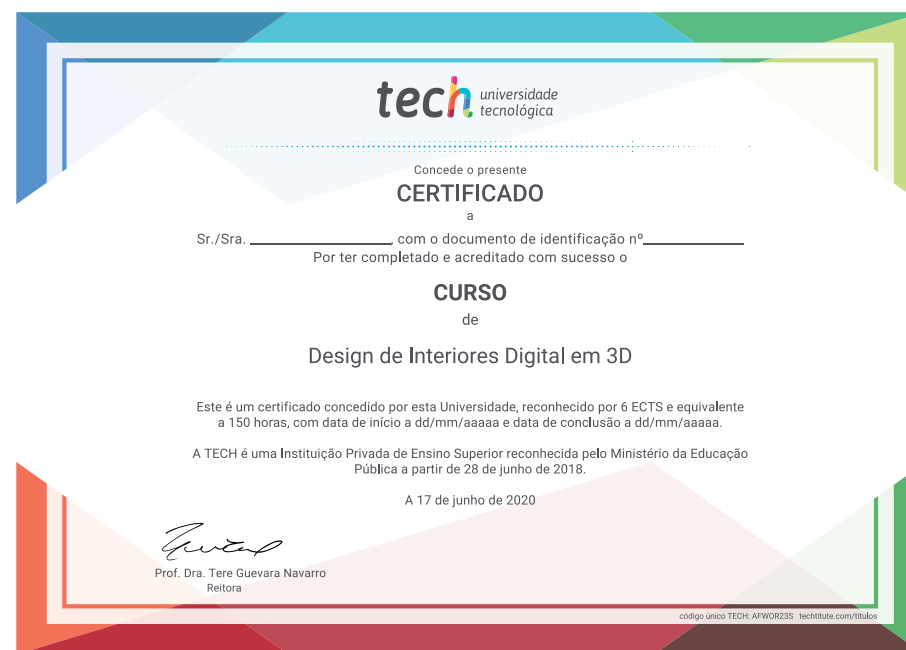 tech universidade
tecnológica
Concede o presente
CERTIFICADO
a
Sr./Sra. __________________, com o documento de identificação nº_____________
Por ter completado e acreditado com sucesso o
CURSO
de
Design de Interiores Digital em 3D
Este é um certificado concedido por esta Universidade, reconhecido por 6 ECTS e equivalente
a 150 horas, com data de início a dd/mm/aaaaa e data de conclusão a dd/mm/aaaaa.
A TECH é uma Instituição Privada de Ensino Superior reconhecida pelo Ministério da Educação
Pública a partir de 28 de junho de 2018.
A 17 de junho de 2020
Prof. Dra. Tere Guevara Navarro
Reitora
código único TECH: AFWOR23S techtitute.com/titulos